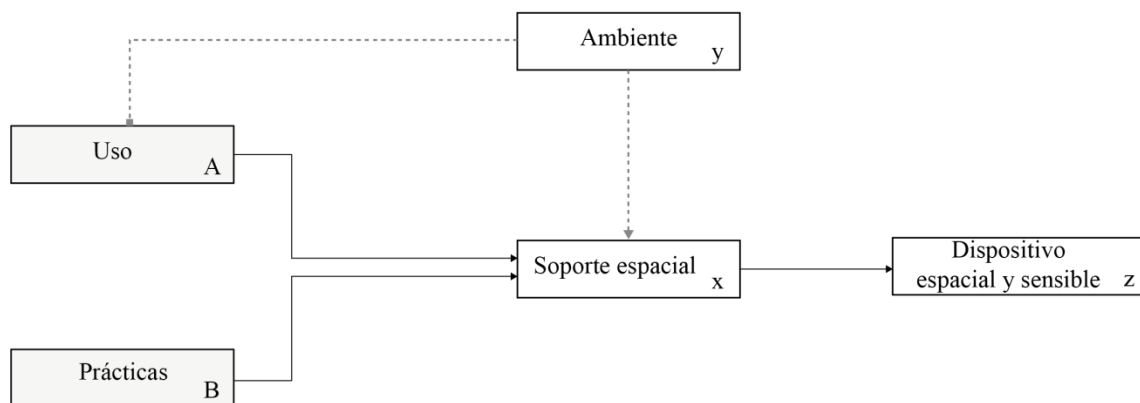 Ambiente
y
Uso
A
Soporte espacial
x
Dispositivo
espacial y sensible
z
Prácticas
B